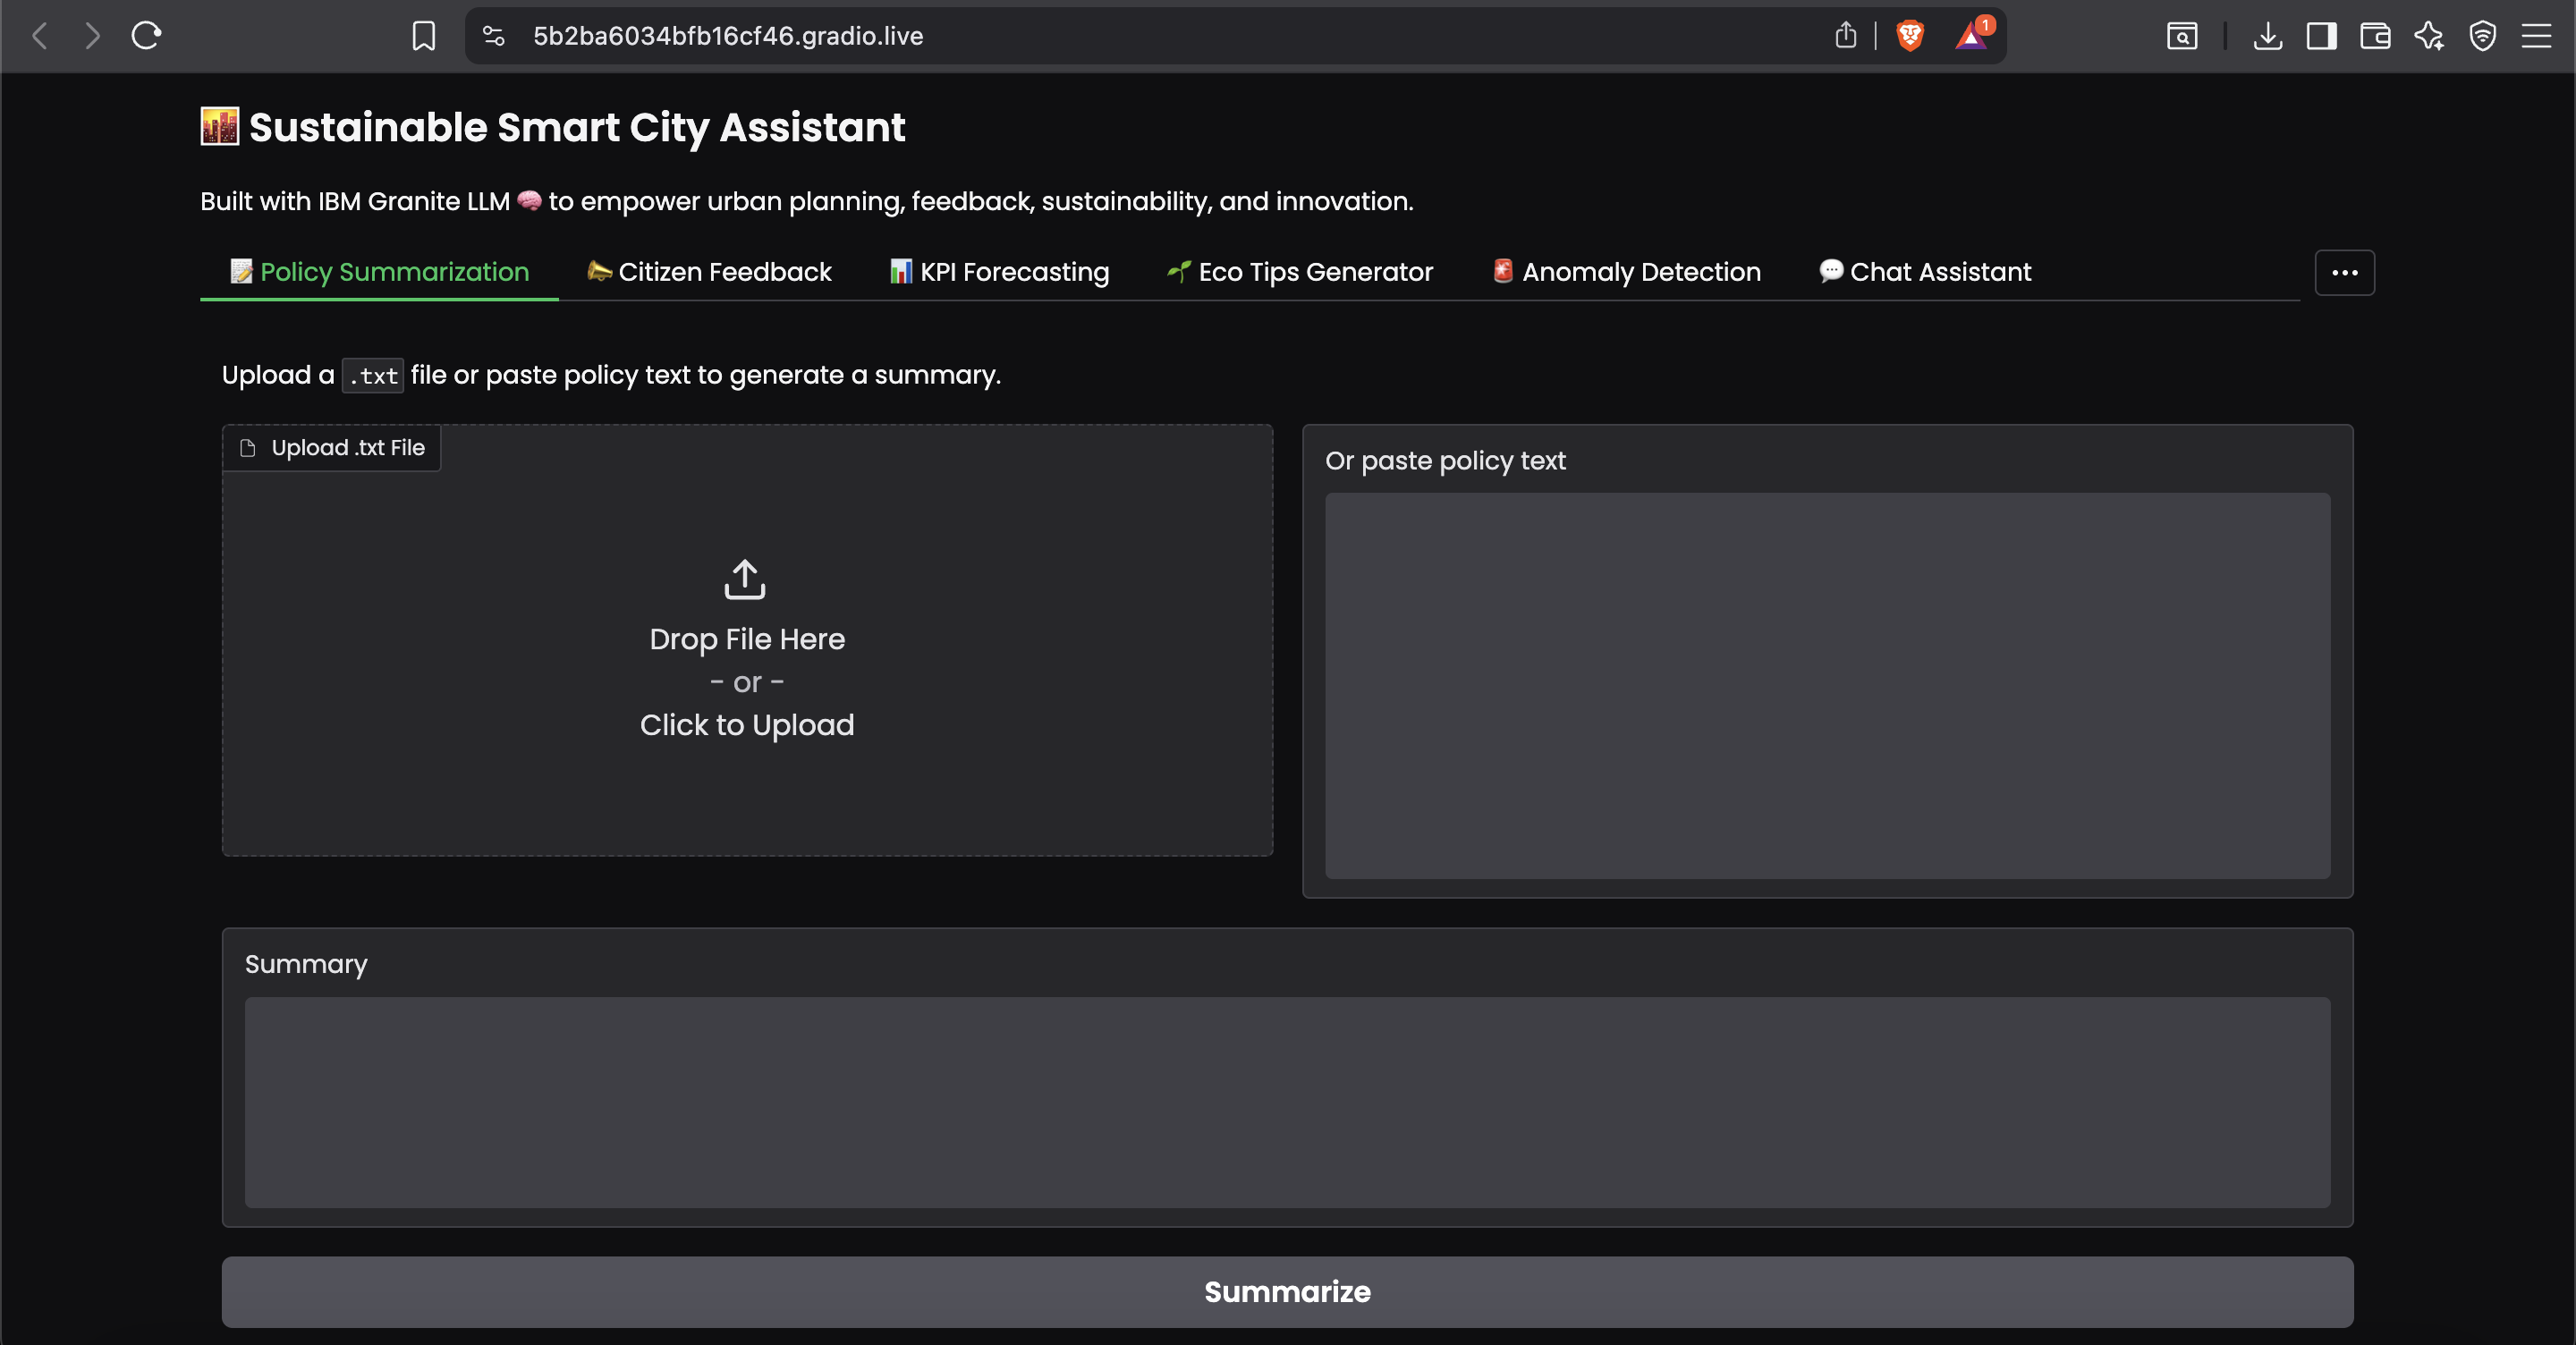 5b2ba6034bfb16cf46.gradio.live
1
Sustainable Smart City Assistant
Built with IBM Granite LLM 🧠 to empower urban planning, feedback, sustainability, and innovation.
Policy Summarization
Citizen Feedback
KPI Forecasting
Eco Tips Generator
Anomaly Detection
Chat Assistant
Upload a .txt file or paste policy text to generate a summary.
Upload .txt File
Drop File Here
- or -
Click to Upload
Or paste policy text
Summary
Summarize